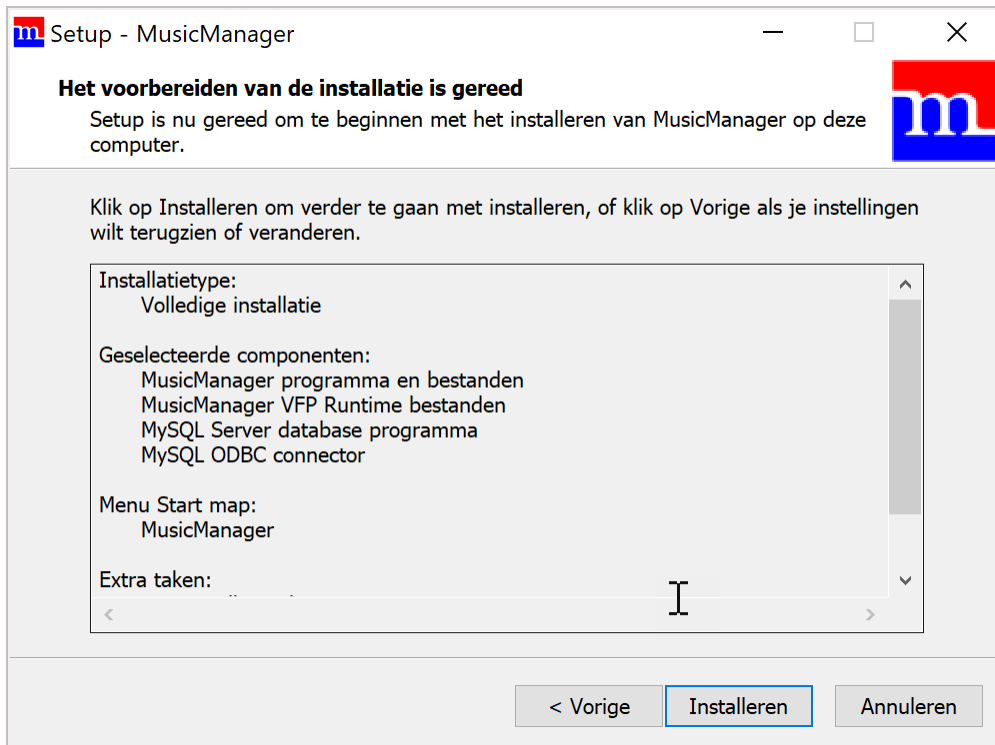 m Setup - MusicManager
Het voorbereiden van de installatie is gereed
Setup is nu gereed om te beginnen met het installeren van MusicManager op deze
computer.
m
Klik op Installeren om verder te gaan met installeren, of klik op Vorige als je instellingen
wilt terugzien of veranderen.
Installatietype:
Volledige installatie
Geselecteerde componenten:
MusicManager programma en bestanden
MusicManager VFP Runtime bestanden
MySQL Server database programma
MySQL ODBC connector
Menu Start map:
MusicManager
Extra taken:
< Vorige
Installeren
Annuleren